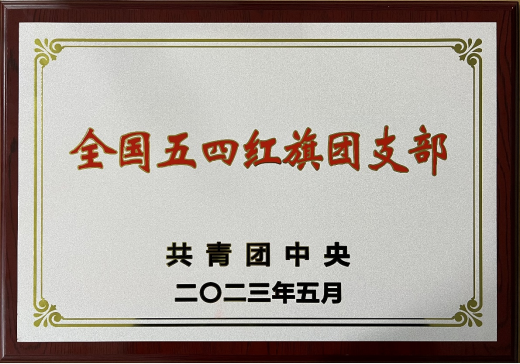 全国五四红旗团支部
共青团中央
二〇二三年五月